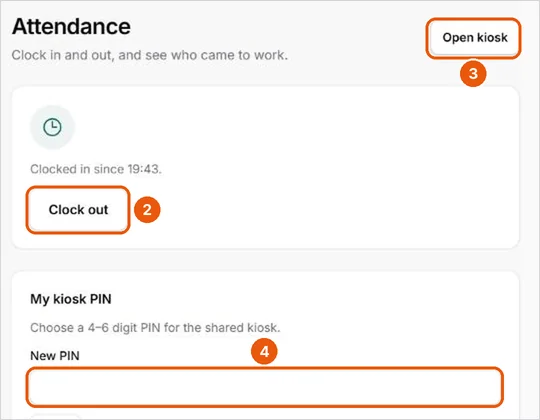 Attendance
Open kiosk
Clock in and out, and see who came to work.
3
Clocked in since 19:43.
Clock out
2
My kiosk PIN
Choose a 4–6 digit PIN for the shared kiosk.
New PIN
4